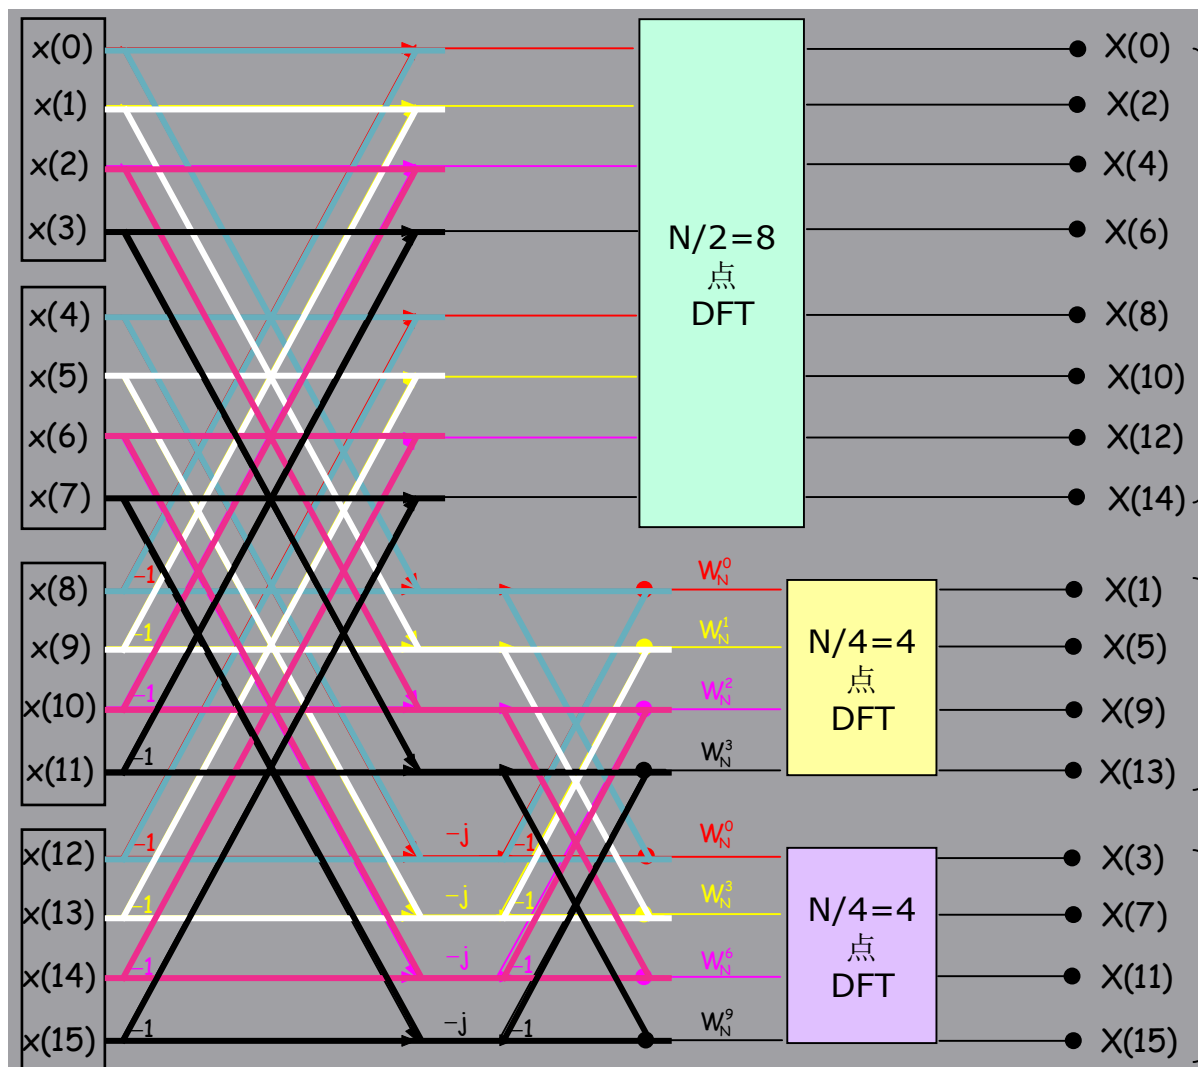 x(0)
x(1)
x(2)
x(3)
x(4)
x(5)
x(6)
x(7)
x(8)
x(9)
x(10)
x(11)
x(12)
x(13)
x(14)
x(15)
-1
-1
-1
-1
-1
-1
-1
-1
-j
-j
-j
-j
-1
-1
-1
-1
W_N^0
W_N^1
W_N^2
W_N^3
W_N^0
W_N^3
W_N^6
W_N^9
N/2=8
点
DFT
N/4=4
点
DFT
N/4=4
点
DFT
X(0)
X(2)
X(4)
X(6)
X(8)
X(10)
X(12)
X(14)
X(1)
X(5)
X(9)
X(13)
X(3)
X(7)
X(11)
X(15)